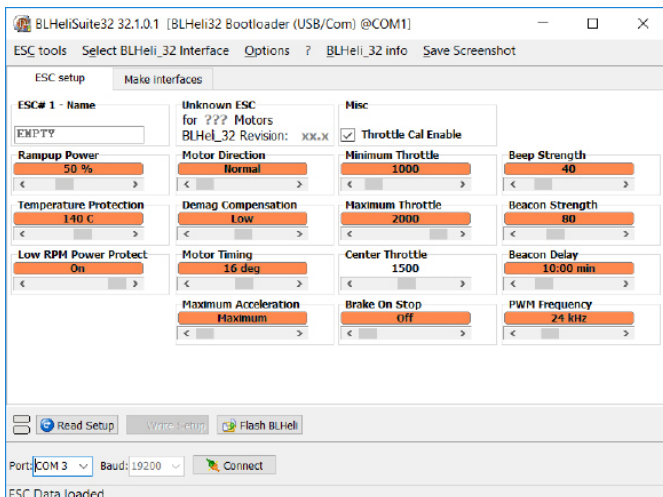 BLHeliSuite32 32.1.0.1 [BLHeli32 Bootloader (USB/Com) @COM1]
ESC tools Select BLHeli_32 Interface Options ? BLHeli_32 info Save Screenshot
ESC setup Make interfaces
ESC# 1 - Name
EMPTY
Unknown ESC
for ??? Motors
BLHeli_32 Revision: xx.x
Misc
Throttle Cal Enable
Rampup Power
50 %
Motor Direction
Normal
Minimum Throttle
1000
Beep Strength
40
Temperature Protection
140 C
Demag Compensation
Low
Maximum Throttle
2000
Beacon Strength
80
Low RPM Power Protect
On
Motor Timing
16 deg
Center Throttle
1500
Beacon Delay
10:00 min
Maximum Acceleration
Maximum
Brake On Stop
Off
PWM Frequency
24 kHz
Read Setup Write Setup Flash BLHeli
Port: COM 3 Baud: 19200 Connect
ESC Data loaded